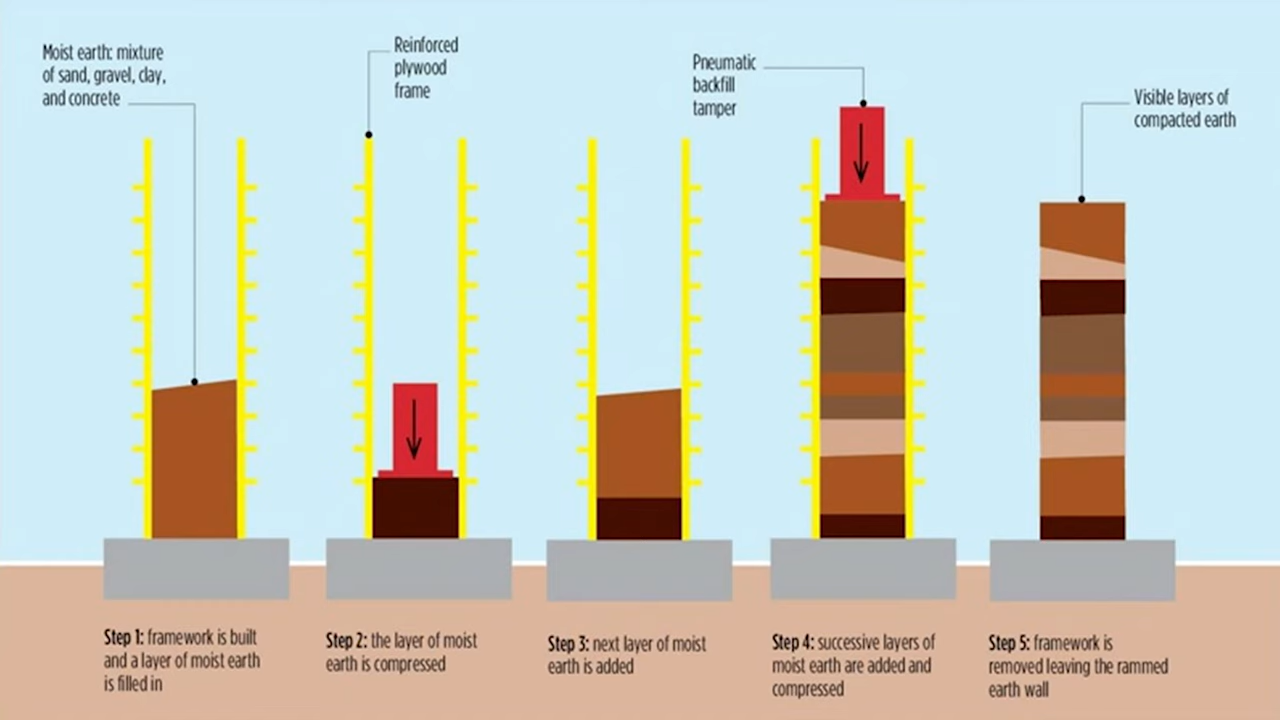 Moist earth: mixture
of sand, gravel, clay,
and concrete
Reinforced
plywood
frame
Pneumatic
backfill
tamper
Visible layers of
compacted earth
Step 1: framework is built
and a layer of moist earth
is filled in
Step 2: the layer of moist
earth is compressed
Step 3: next layer of moist
earth is added
Step 4: successive layers of
moist earth are added and
compressed
Step 5: framework is
removed leaving the rammed
earth wall